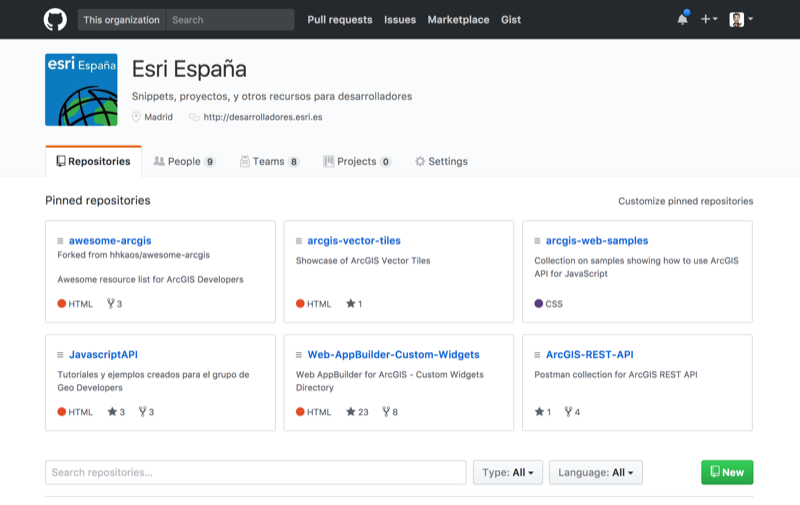 This organization Search Pull requests Issues Marketplace Gist
esri España
Esri España
Snippets, proyectos, y otros recursos para desarrolladores
Madrid http://desarrolladores.esri.es
Repositories People 9 Teams 8 Projects 0 Settings
Pinned repositories Customize pinned repositories
awesome-arcgis
Forked from hhkaos/awesome-arcgis
Awesome resource list for ArcGIS Developers
HTML 3
arcgis-vector-tiles
Showcase of ArcGIS Vector Tiles
HTML 1
arcgis-web-samples
Collection on samples showing how to use ArcGIS
API for JavaScript
CSS
JavascriptAPI
Tutoriales y ejemplos creados para el grupo de
Geo Developers
HTML 3 3
Web-AppBuilder-Custom-Widgets
Web AppBuilder for ArcGIS - Custom Widgets
Directory
HTML 23 8
ArcGIS-REST-API
Postman collection for ArcGIS REST API
1 4
Search repositories... Type: All Language: All New